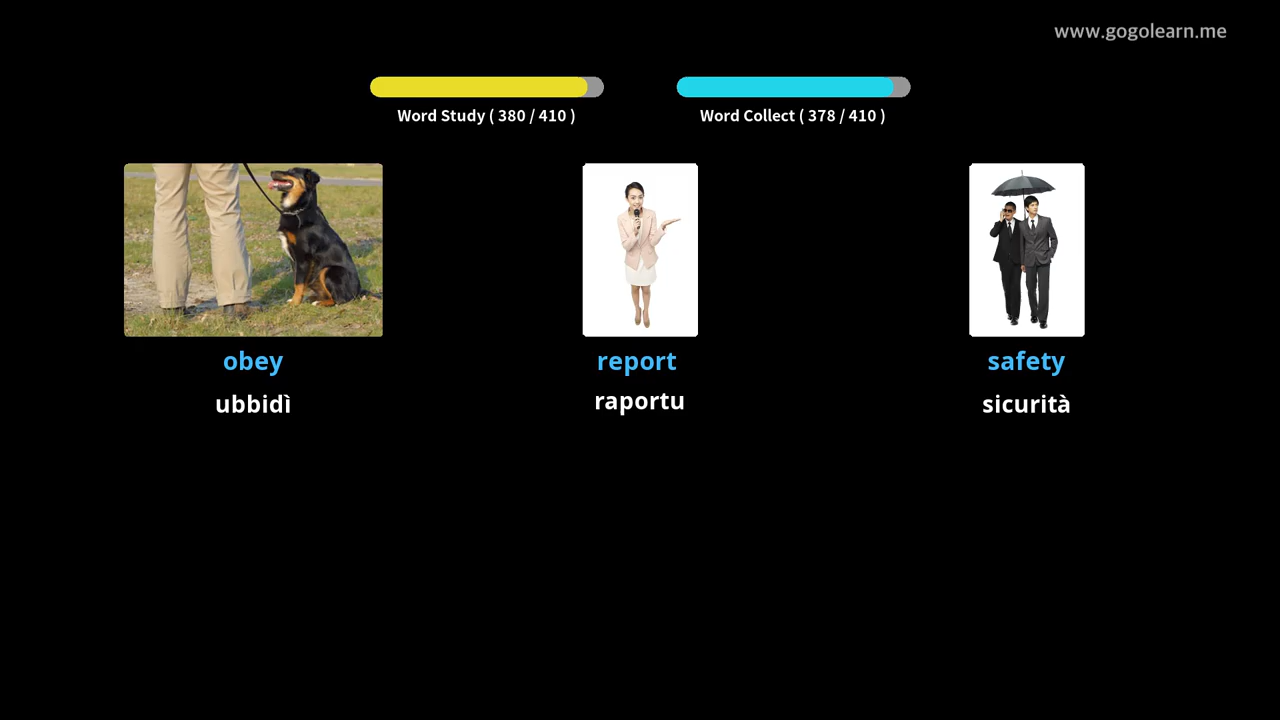 www.gogolearn.me
Word Study ( 380 / 410 )
Word Collect ( 378 / 410 )
obey
report
safety
ubbidì
raportu
sicurità